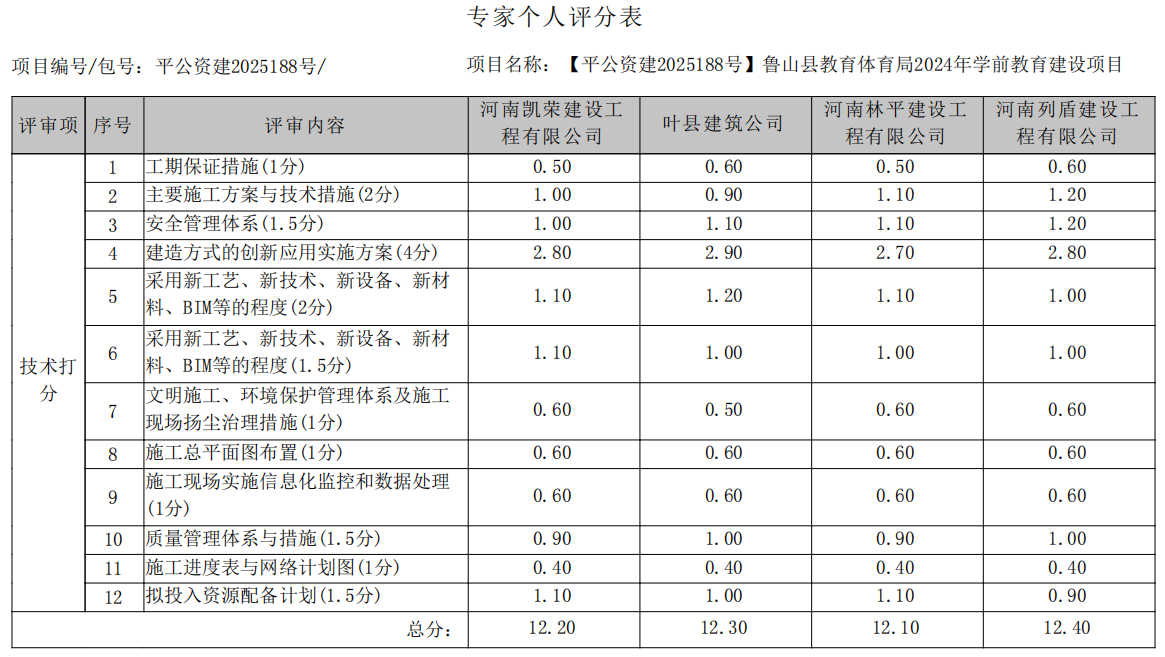 专家个人评分表
项目编号/包号：平公资建2025188号/ 项目名称：【平公资建2025188号】鲁山县教育体育局2024年学前教育建设项目
评审项 序号 评审内容 河南凯荣建设工程有限公司 叶县建筑公司 河南林平建设工程有限公司 河南列盾建设工程有限公司
技术打分
1 工期保证措施(1分) 0.50 0.60 0.50 0.60
2 主要施工方案与技术措施(2分) 1.00 0.90 1.10 1.20
3 安全管理体系(1.5分) 1.00 1.10 1.10 1.20
4 建造方式的创新应用实施方案(4分) 2.80 2.90 2.70 2.80
5 采用新工艺、新技术、新设备、新材料、BIM等的程度(2分) 1.10 1.20 1.10 1.00
6 采用新工艺、新技术、新设备、新材料、BIM等的程度(1.5分) 1.10 1.00 1.00 1.00
7 文明施工、环境保护管理体系及施工现场扬尘治理措施(1分) 0.60 0.50 0.60 0.60
8 施工总平面图布置(1分) 0.60 0.60 0.60 0.60
9 施工现场实施信息化监控和数据处理(1分) 0.60 0.60 0.60 0.60
10 质量管理体系与措施(1.5分) 0.90 1.00 0.90 1.00
11 施工进度表与网络计划图(1分) 0.40 0.40 0.40 0.40
12 拟投入资源配备计划(1.5分) 1.10 1.00 1.10 0.90
总分： 12.20 12.30 12.10 12.40